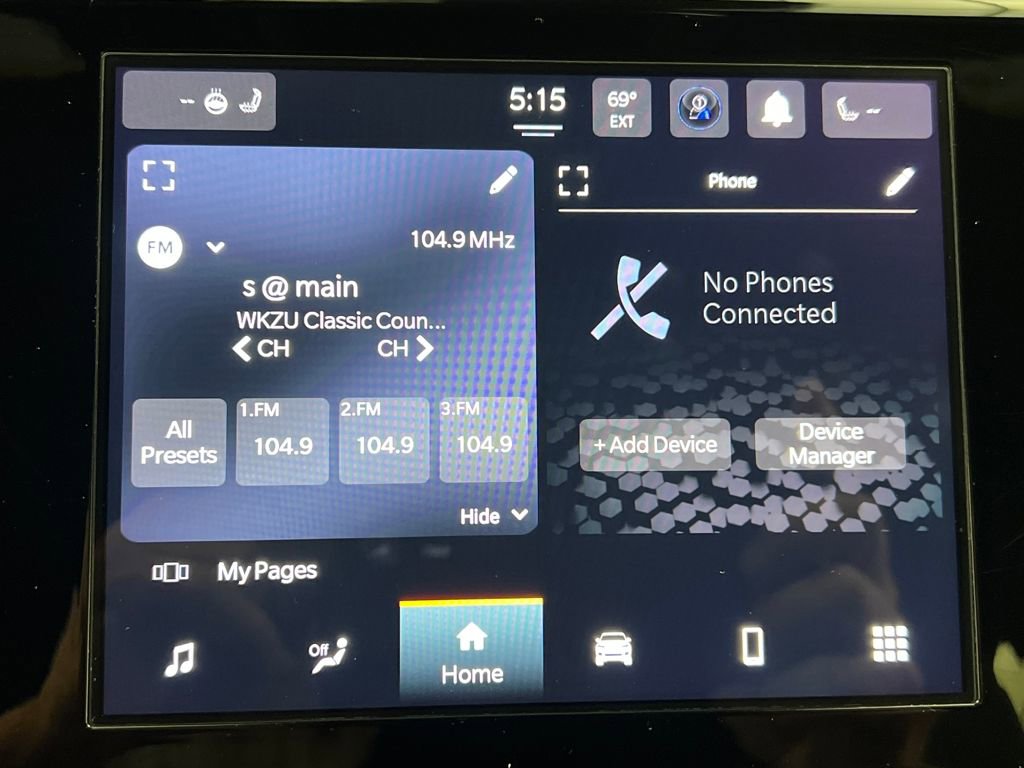 5:15
69°
EXT
1
FM
104.9 MHz
s @ main
WKZU Classic Coun...
CH
CH
All
Presets
1.FM
104.9
2.FM
104.9
3.FM
104.9
Hide
Phone
No Phones
Connected
+ Add Device
Device
Manager
My Pages
Off
Home